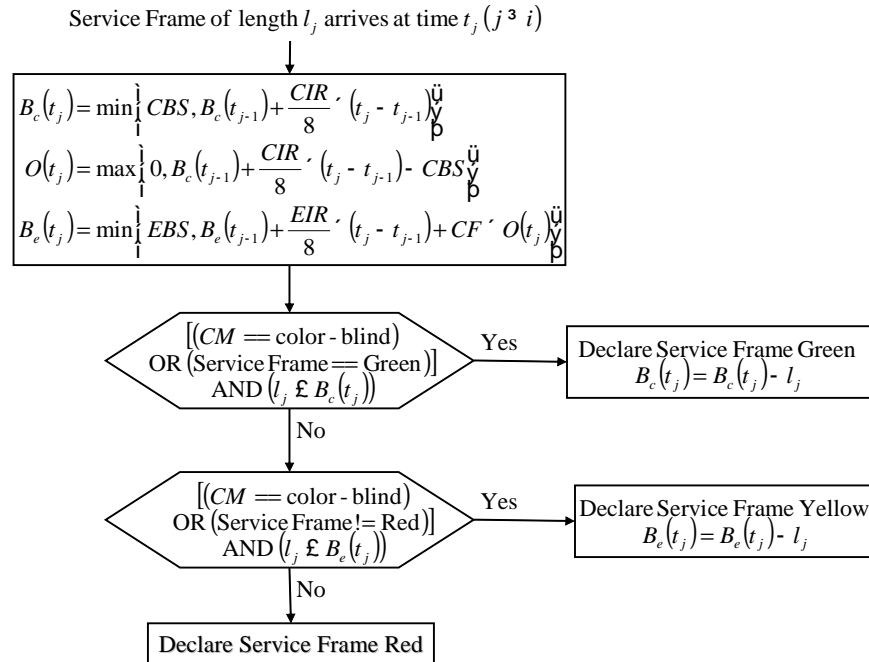 Service Frame of length l_j arrives at time t_j (j ³ i)
B_c(t_j) = min{CBS, B_c(t_{j-1}) + CIR/8 ´ (t_j - t_{j-1})}
O(t_j) = max{0, B_c(t_{j-1}) + CIR/8 ´ (t_j - t_{j-1}) - CBS}
B_e(t_j) = min{EBS, B_e(t_{j-1}) + EIR/8 ´ (t_j - t_{j-1}) + CF ´ O(t_j)}
[(CM == color - blind)
OR (Service Frame == Green)]
AND (l_j £ B_c(t_j))
Yes
Declare Service Frame Green
B_c(t_j) = B_c(t_j) - l_j
No
[(CM == color - blind)
OR (Service Frame != Red)]
AND (l_j £ B_e(t_j))
Yes
Declare Service Frame Yellow
B_e(t_j) = B_e(t_j) - l_j
No
Declare Service Frame Red